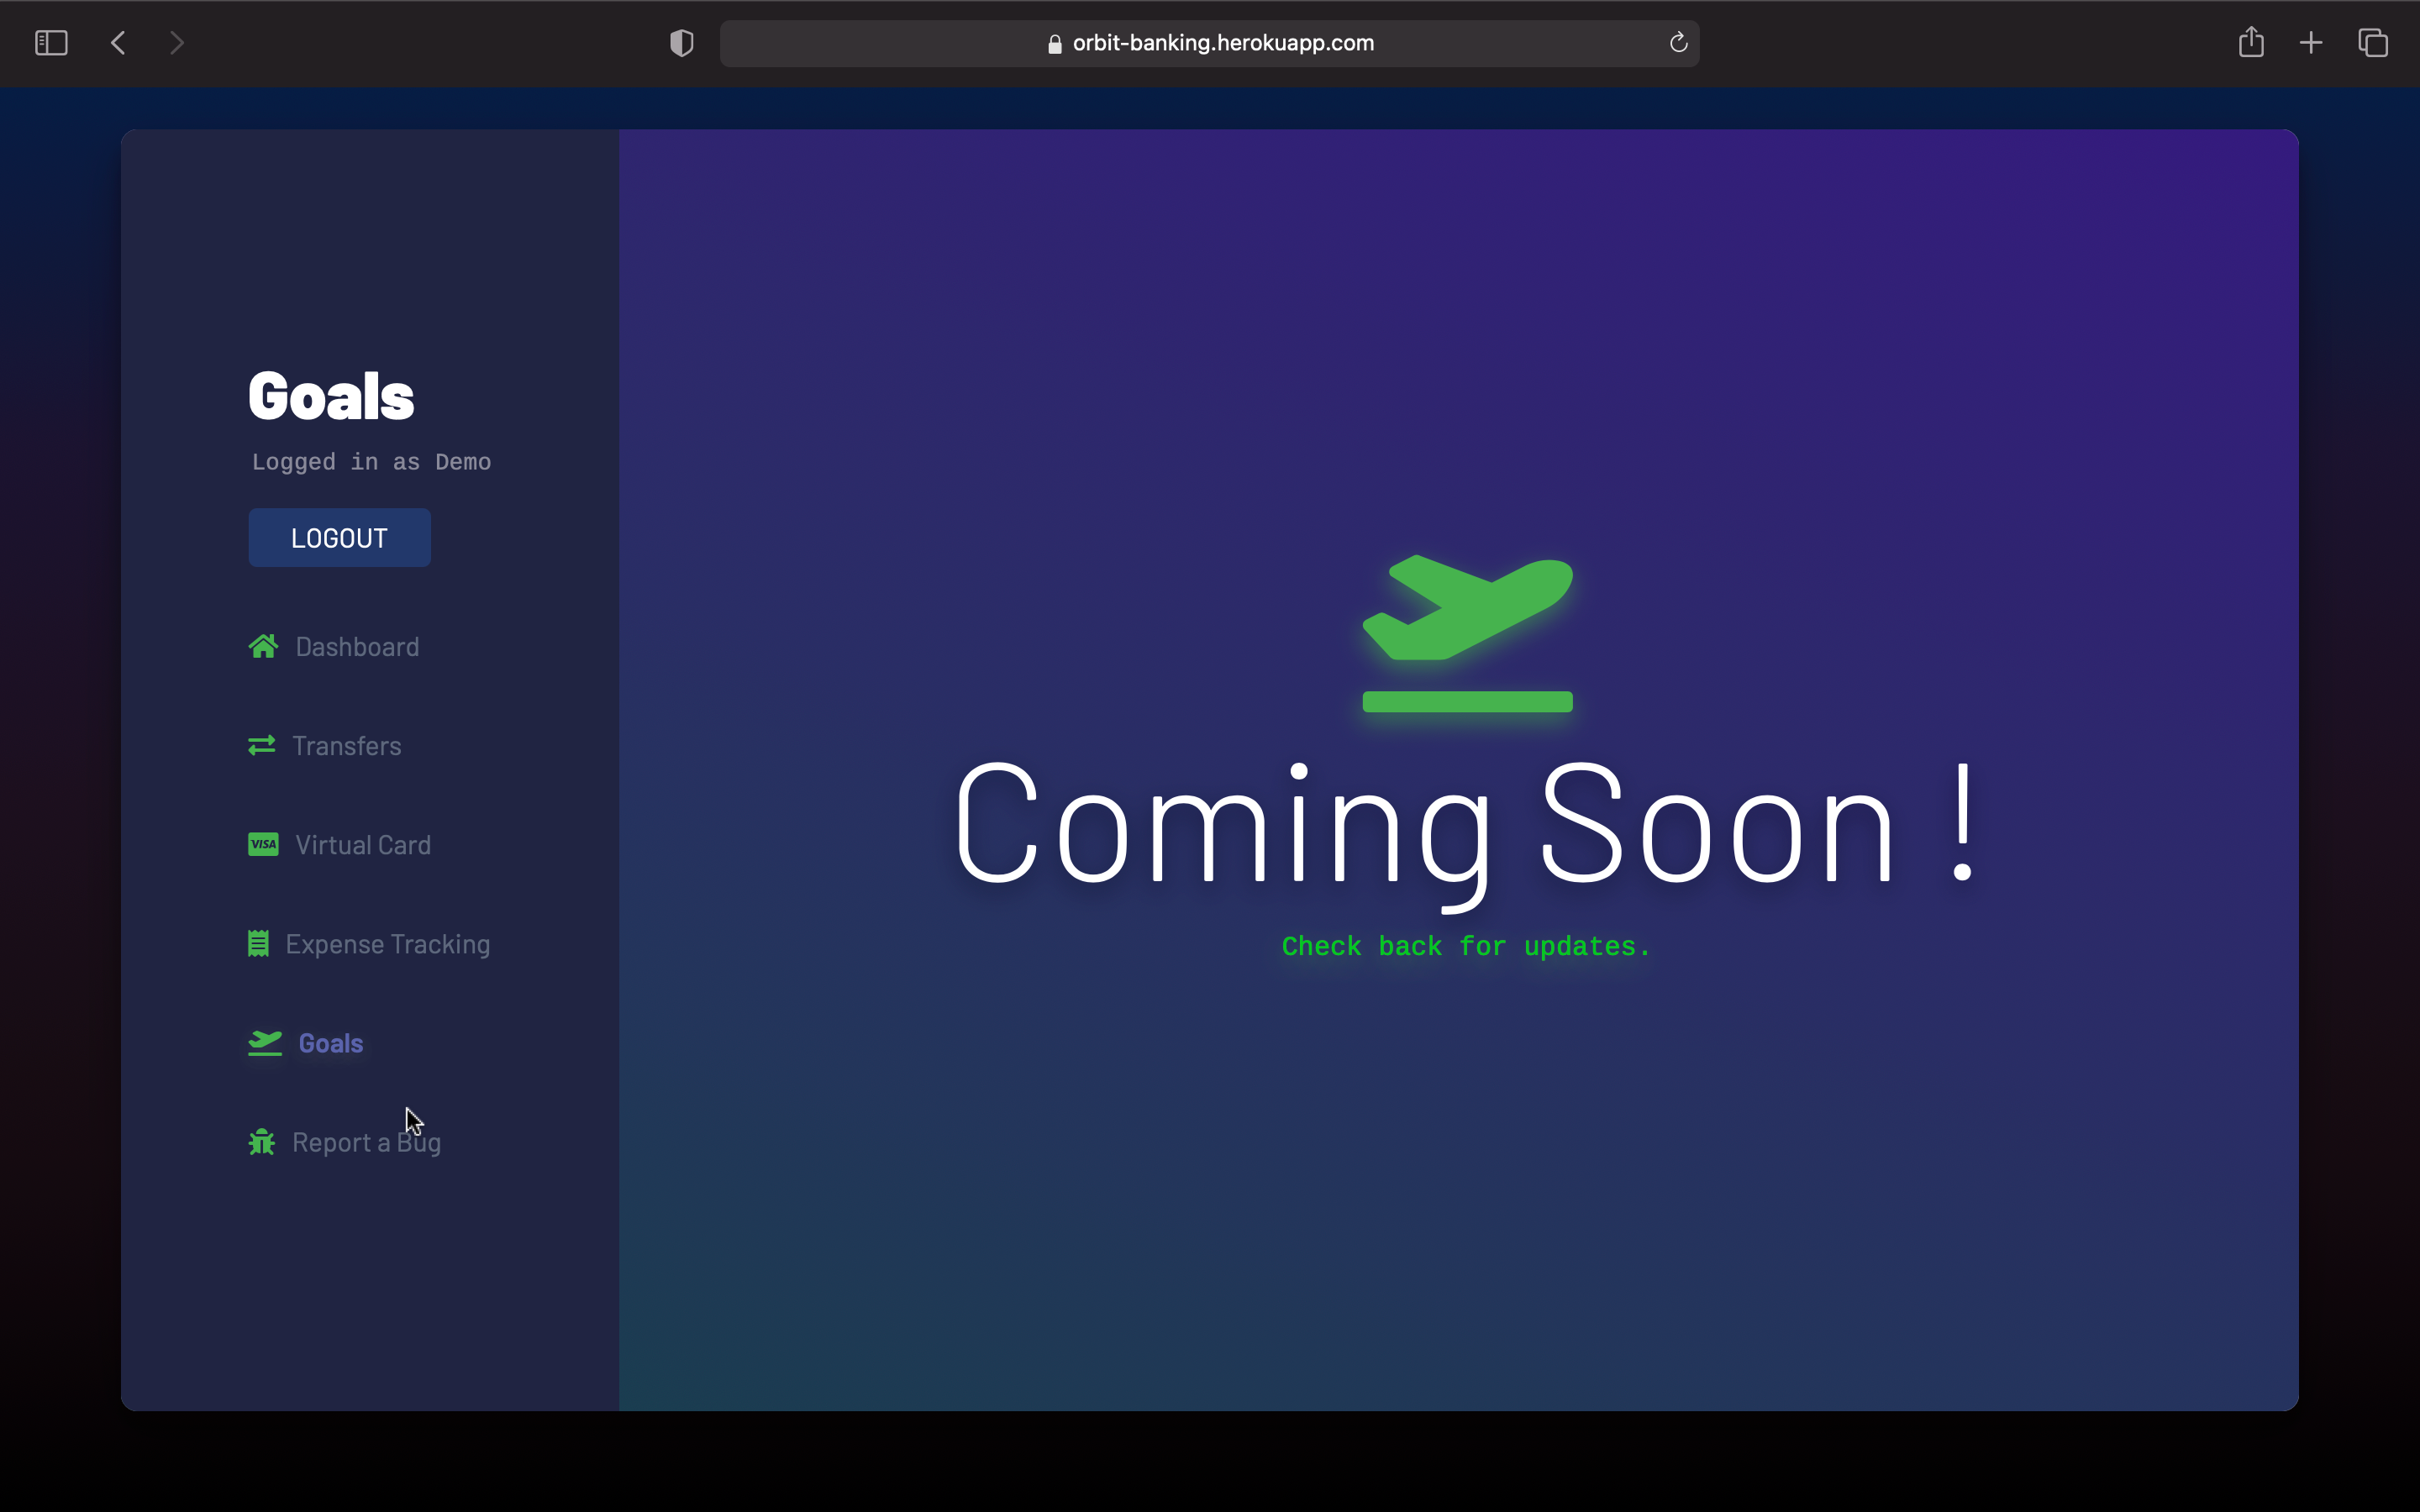 orbit-banking.herokuapp.com
Goals
Logged in as Demo
LOGOUT
Dashboard
Transfers
VISA Virtual Card
Expense Tracking
Goals
Report a Bug
Coming Soon !
Check back for updates.